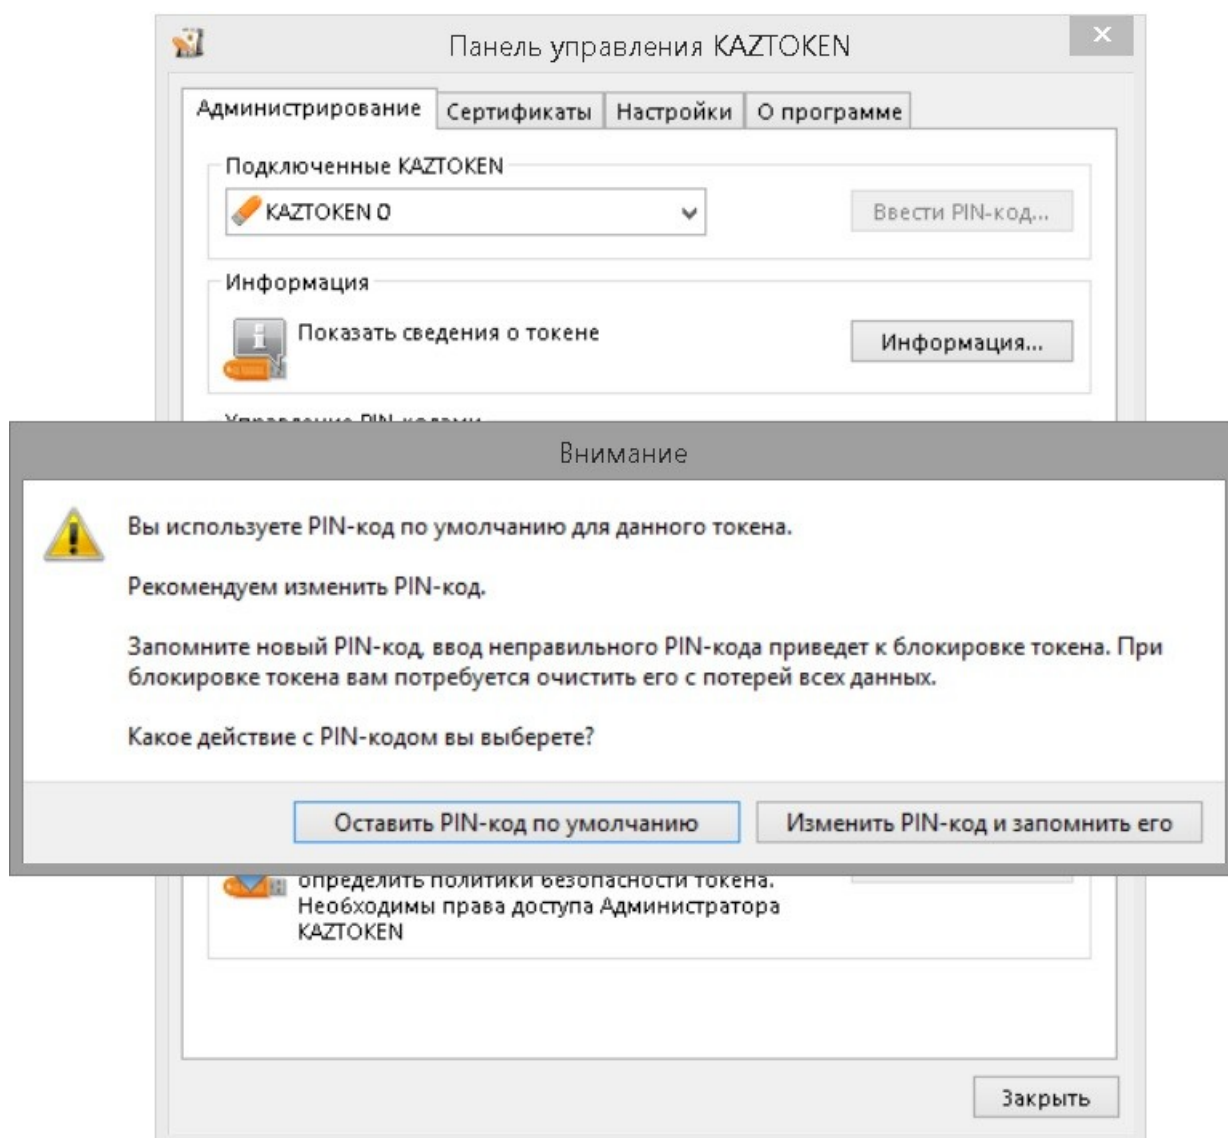 Панель управления KAZTOKEN
Администрирование
Сертификаты
Настройки
О программе
Подключенные KAZTOKEN
KAZTOKEN 0
Ввести PIN-код...
Информация
Показать сведения о токене
Информация...
Управление PIN-кодами
Внимание
Вы используете PIN-код по умолчанию для данного токена.
Рекомендуем изменить PIN-код.
Запомните новый PIN-код, ввод неправильного PIN-кода приведет к блокировке токена. При
блокировке токена вам потребуется очистить его с потерей всех данных.
Какое действие с PIN-кодом вы выберете?
Оставить PIN-код по умолчанию
Изменить PIN-код и запомнить его
определить политики безопасности токена.
Необходимы права доступа Администратора
KAZTOKEN
Закрыть